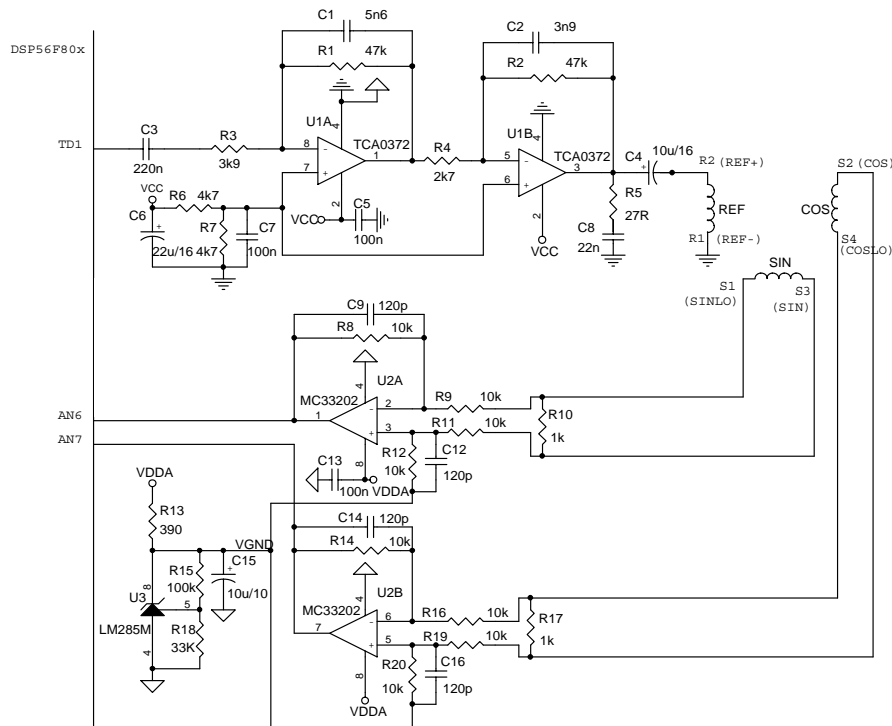 C1
5n6
R1
47k
C2
3n9
R2
47k
DSP56F80x
U1A
4
TCA0372
U1B
4
TCA0372
TD1
C3
220n
R3
3k9
8
-
7
+
1
2
R4
2k7
5
-
6
+
3
2
C4
10u/16
R2 (REF+)
REF
R1 (REF-)
R5
27R
C8
22n
S2 (COS)
COS
S4
(COSLO)
VCC
R6
4k7
C6
+
22u/16
R7
4k7
C7
100n
VCC
C5
100n
VCC
+
SIN
S1
(SINLO)
S3
(SIN)
C9
120p
R8
10k
4
U2A
MC33202
2
-
3
+
1
8
R9
10k
R11
10k
R10
1k
AN6
AN7
R12
10k
C12
120p
C13
100n
VDDA
VDDA
R13
390
VGND
C14
120p
R14
10k
R15
100k
C15
+
10u/10
8
U3
5
LM285M
4
R18
33K
4
U2B
MC33202
6
-
5
+
7
8
R16
10k
R19
10k
R17
1k
R20
10k
C16
120p
VDDA